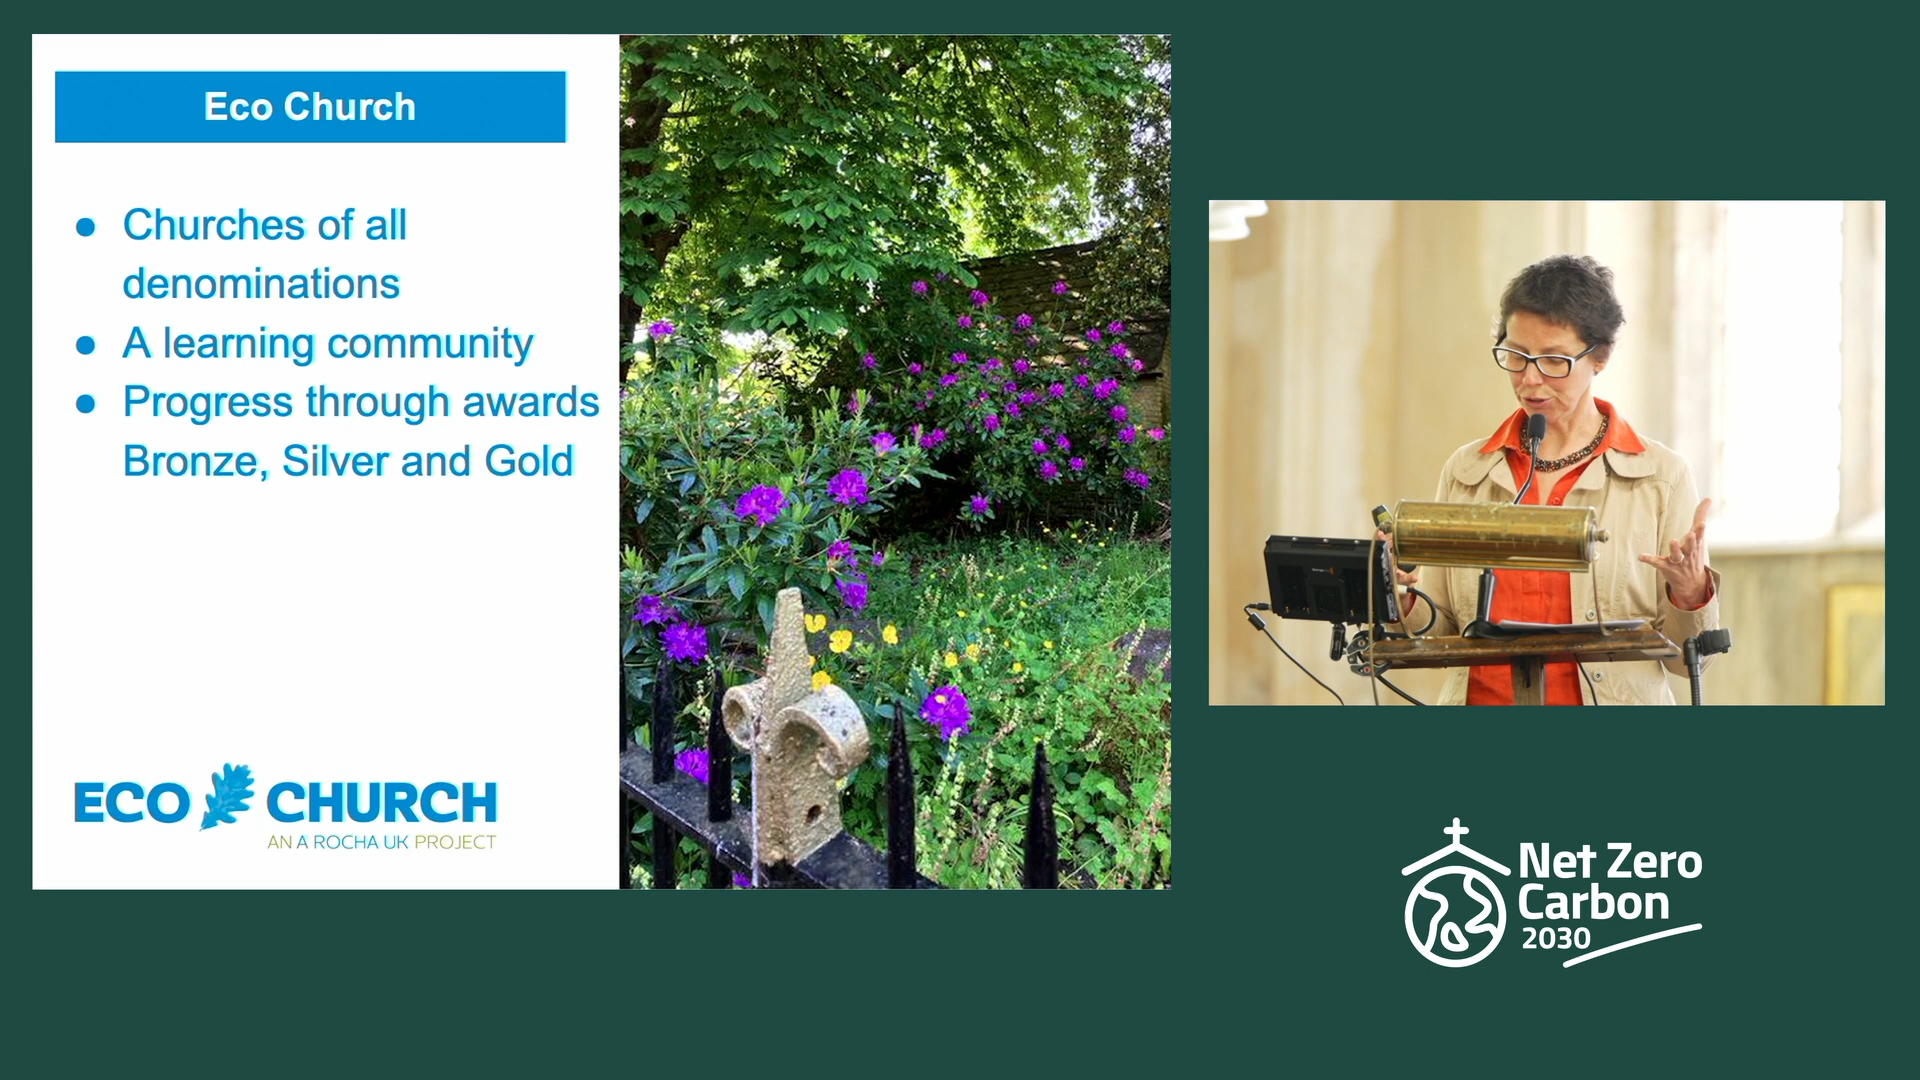 Eco Church
● Churches of all
denominations
● A learning community
● Progress through awards
Bronze, Silver and Gold
ECO CHURCH
AN A ROCHA UK PROJECT
Net Zero
Carbon
2030